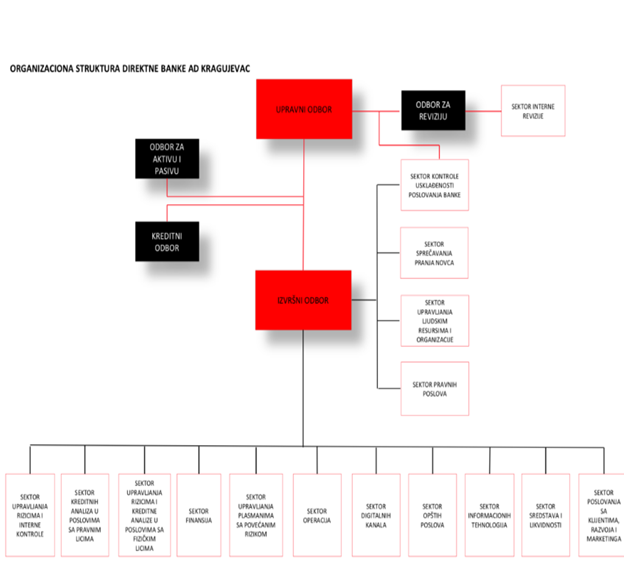 ORGANIZACIONA STRUKTURA DIREKTNE BANKE AD KRAGUJEVAC
UPRAVNI ODBOR
ODBOR ZA
REVIZIJU
SEKTOR INTERNE
REVIZIJE
ODBOR ZA
AKTIVU I
PASIVU
SEKTOR KONTROLE
USKLAĐENOSTI
POSLOVANJA BANKE
KREDITNI
ODBOR
SEKTOR
SPREČAVANJA
PRANJA NOVCA
IZVRŠNI ODBOR
SEKTOR
UPRAVLJANJA
LJUDSKIM
RESURSIMA I
ORGANIZACIJE
SEKTOR PRAVNIH
POSLOVA
SEKTOR
UPRAVLJANJA
RIZICIMA I
INTERNE
KONTROLE
SEKTOR
KREDITNIH
ANALIZA U
POSLOVIMA
SA PRAVNIM
LICIMA
SEKTOR
UPRAVLJANJA
RIZICIMA I
KREDITNE
ANALIZE U
POSLOVIMA SA
FIZIČKIM
LICIMA
SEKTOR
FINANSIJA
SEKTOR
UPRAVLJANJA
PLASMANIMA
SA POVEĆANIM
RIZIKOM
SEKTOR
OPERACIJA
SEKTOR
DIGITALNIH
KANALA
SEKTOR
OPŠTIH
POSLOVA
SEKTOR
INFORMACIONIH
TEHNOLOGIJA
SEKTOR
SREDSTAVA I
LIKVIDNOSTI
SEKTOR
POSLOVANJA
SA
KLIJENTIMA,
RAZVOJA I
MARKETINGA